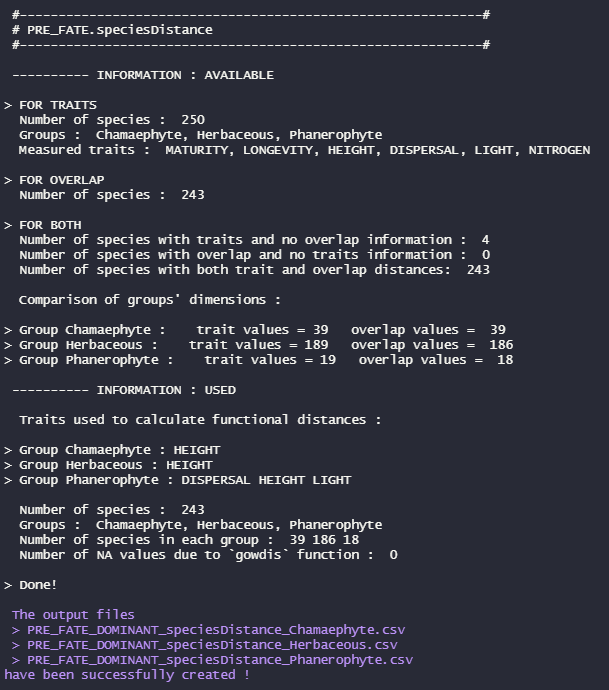 #-------------------------------------------------------------#
# PRE_FATE.speciesDistance
#-------------------------------------------------------------#
---------- INFORMATION : AVAILABLE
> FOR TRAITS
Number of species :  250
Groups :  Chamaephyte, Herbaceous, Phanerophyte
Measured traits :  MATURITY, LONGEVITY, HEIGHT, DISPERSAL, LIGHT, NITROGEN
> FOR OVERLAP
Number of species :  243
> FOR BOTH
Number of species with traits and no overlap information :  4
Number of species with overlap and no traits information :  0
Number of species with both trait and overlap distances:  243
Comparison of groups' dimensions :
> Group Chamaephyte :    trait values = 39   overlap values =  39
> Group Herbaceous :    trait values = 189   overlap values =  186
> Group Phanerophyte :    trait values = 19   overlap values =  18
---------- INFORMATION : USED
Traits used to calculate functional distances :
> Group Chamaephyte : HEIGHT
> Group Herbaceous : HEIGHT
> Group Phanerophyte : DISPERSAL HEIGHT LIGHT
Number of species :  243
Groups :  Chamaephyte, Herbaceous, Phanerophyte
Number of species in each group :  39 186 18
Number of NA values due to `gowdis` function :  0
> Done!
The output files
> PRE_FATE_DOMINANT_speciesDistance_Chamaephyte.csv
> PRE_FATE_DOMINANT_speciesDistance_Herbaceous.csv
> PRE_FATE_DOMINANT_speciesDistance_Phanerophyte.csv
have been successfully created !